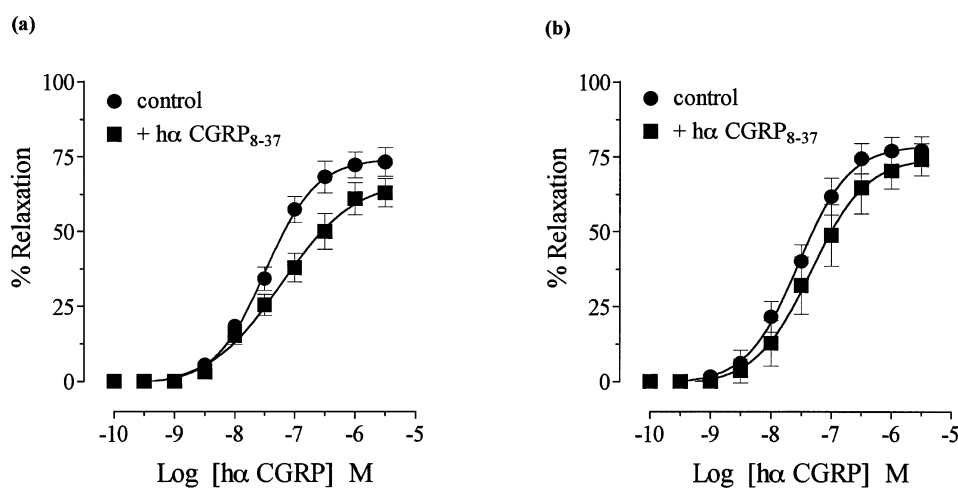 (a)
100
75
50
25
0
% Relaxation
control
+ hα CGRP8-37
-10 -9 -8 -7 -6 -5
Log [hα CGRP] M
(b)
100
75
50
25
0
% Relaxation
control
+ hα CGRP8-37
-10 -9 -8 -7 -6 -5
Log [hα CGRP] M